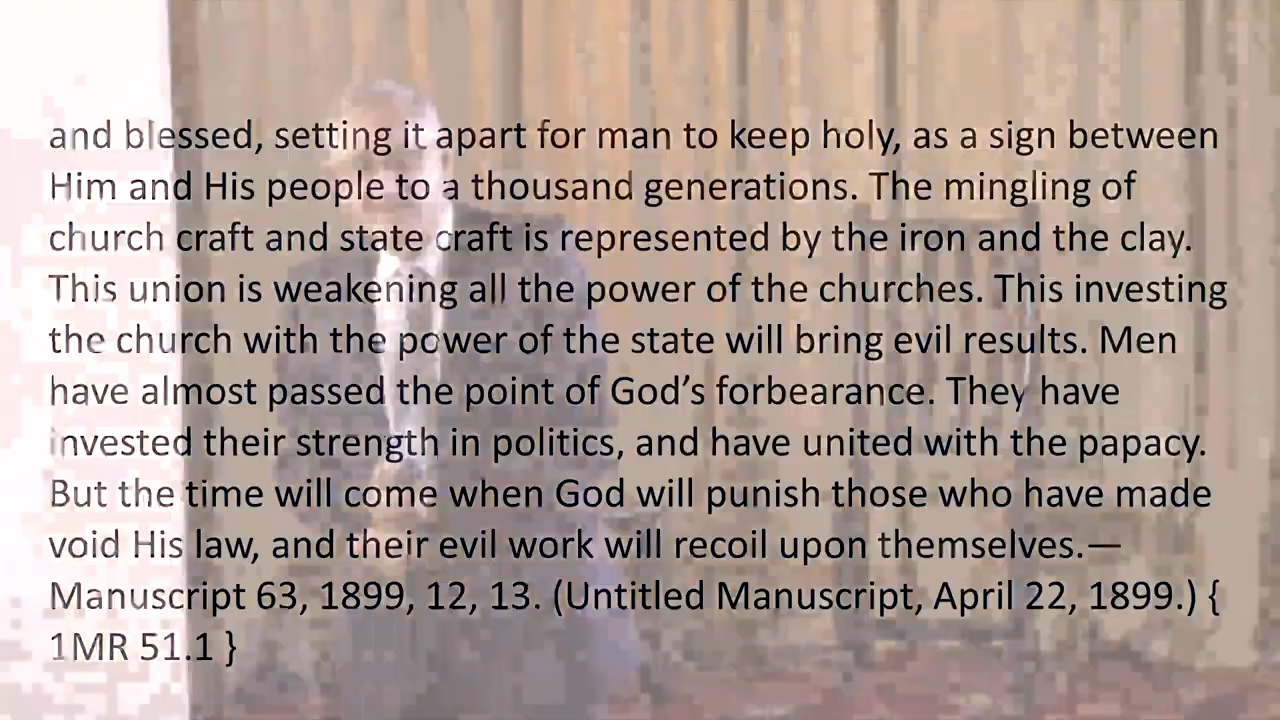 and blessed, setting it apart for man to keep holy, as a sign between
Him and His people to a thousand generations. The mingling of
church craft and state craft is represented by the iron and the clay.
This union is weakening all the power of the churches. This investing
the church with the power of the state will bring evil results. Men
have almost passed the point of God’s forbearance. They have
invested their strength in politics, and have united with the papacy.
But the time will come when God will punish those who have made
void His law, and their evil work will recoil upon themselves.—
Manuscript 63, 1899, 12, 13. (Untitled Manuscript, April 22, 1899.) {
1MR 51.1 }